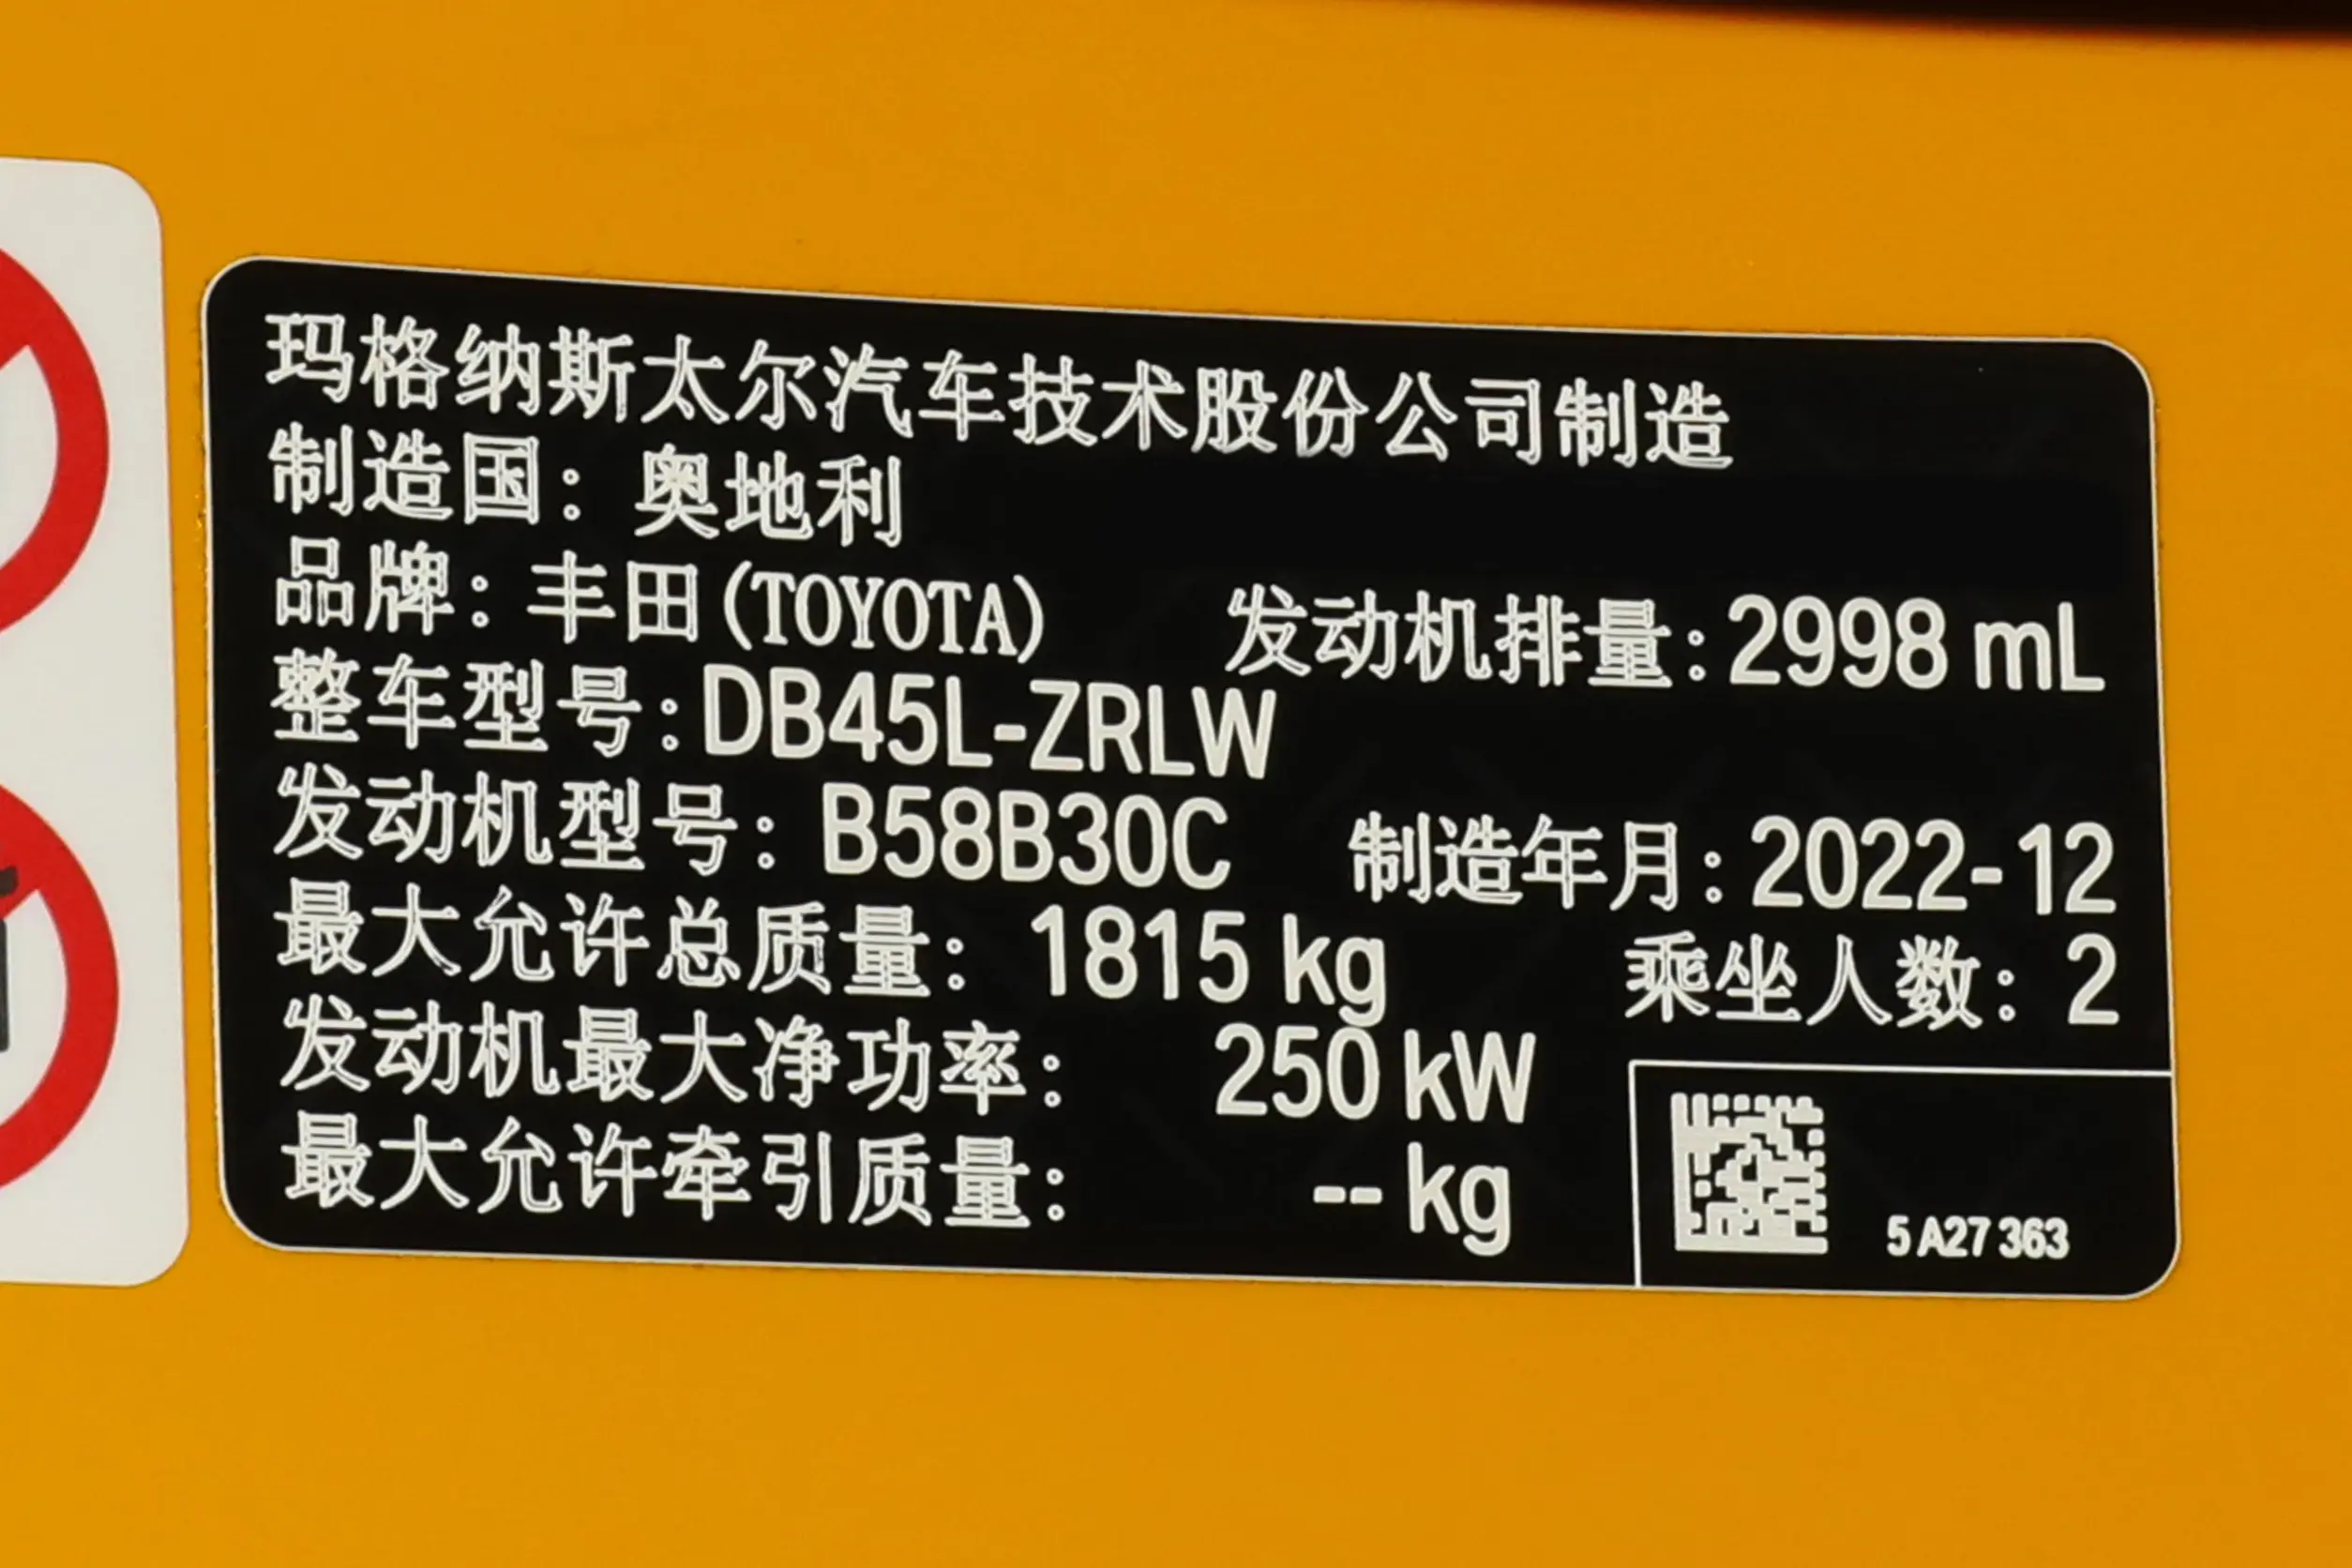 玛格纳斯太尔汽车技术股份公司制造
制造国：奥地利
品牌：丰田(TOYOTA) 发动机排量：2998 mL
整车型号：DB45L-ZRLW
发动机型号：B58B30C 制造年月：2022-12
最大允许总质量：1815 kg 乘坐人数：2
发动机最大净功率：250 kW
最大允许牵引质量：-- kg
5 A27 363